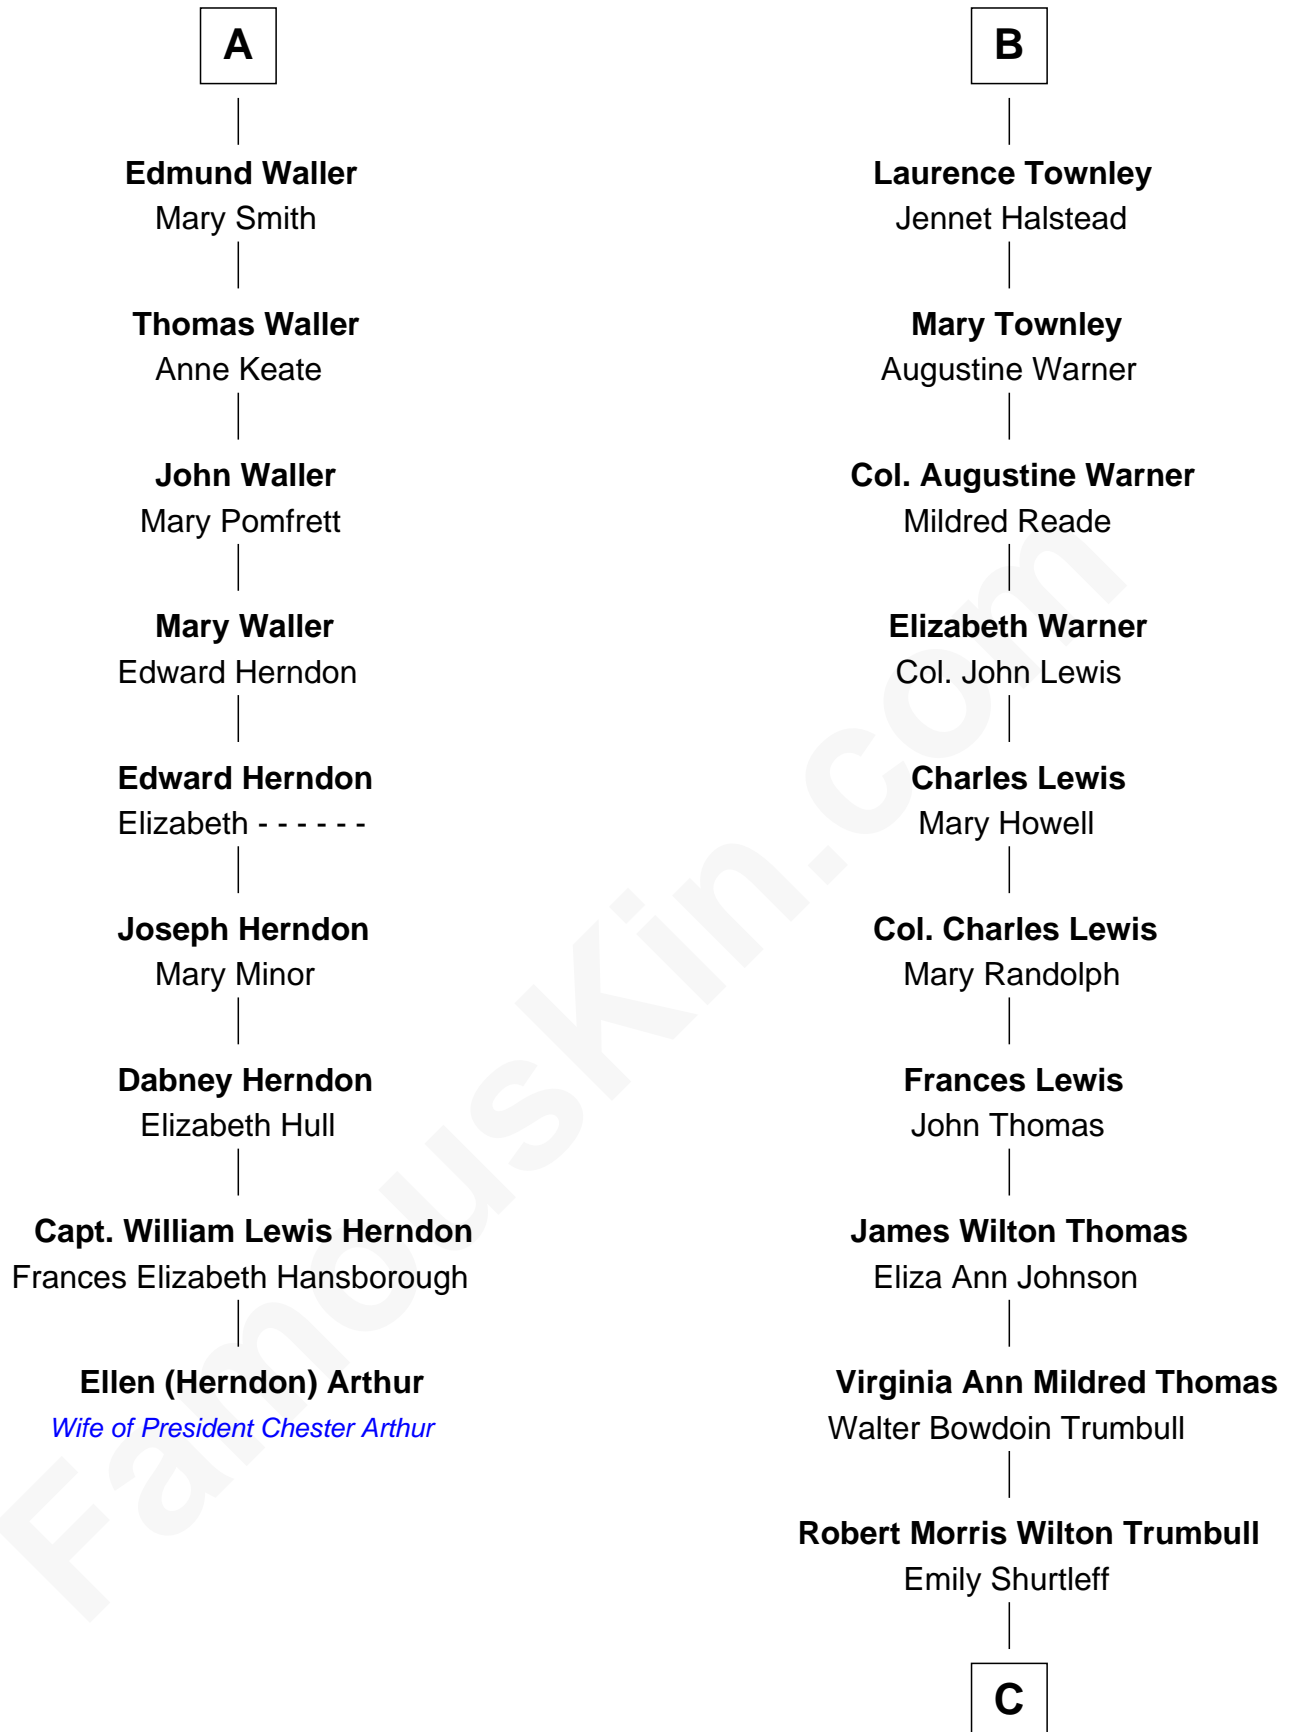 A
Edmund Waller
Mary Smith
Thomas Waller
Anne Keate
John Waller
Mary Pomfrett
Mary Waller
Edward Herndon
Edward Herndon
Elizabeth - - - - - -
Joseph Herndon
Mary Minor
Dabney Herndon
Elizabeth Hull
Capt. William Lewis Herndon
Frances Elizabeth Hansborough
Ellen (Herndon) Arthur
Wife of President Chester Arthur
B
Laurence Townley
Jennet Halstead
Mary Townley
Augustine Warner
Col. Augustine Warner
Mildred Reade
Elizabeth Warner
Col. John Lewis
Charles Lewis
Mary Howell
Col. Charles Lewis
Mary Randolph
Frances Lewis
John Thomas
James Wilton Thomas
Eliza Ann Johnson
Virginia Ann Mildred Thomas
Walter Bowdoin Trumbull
Robert Morris Wilton Trumbull
Emily Shurtleff
C
FamousKin.com